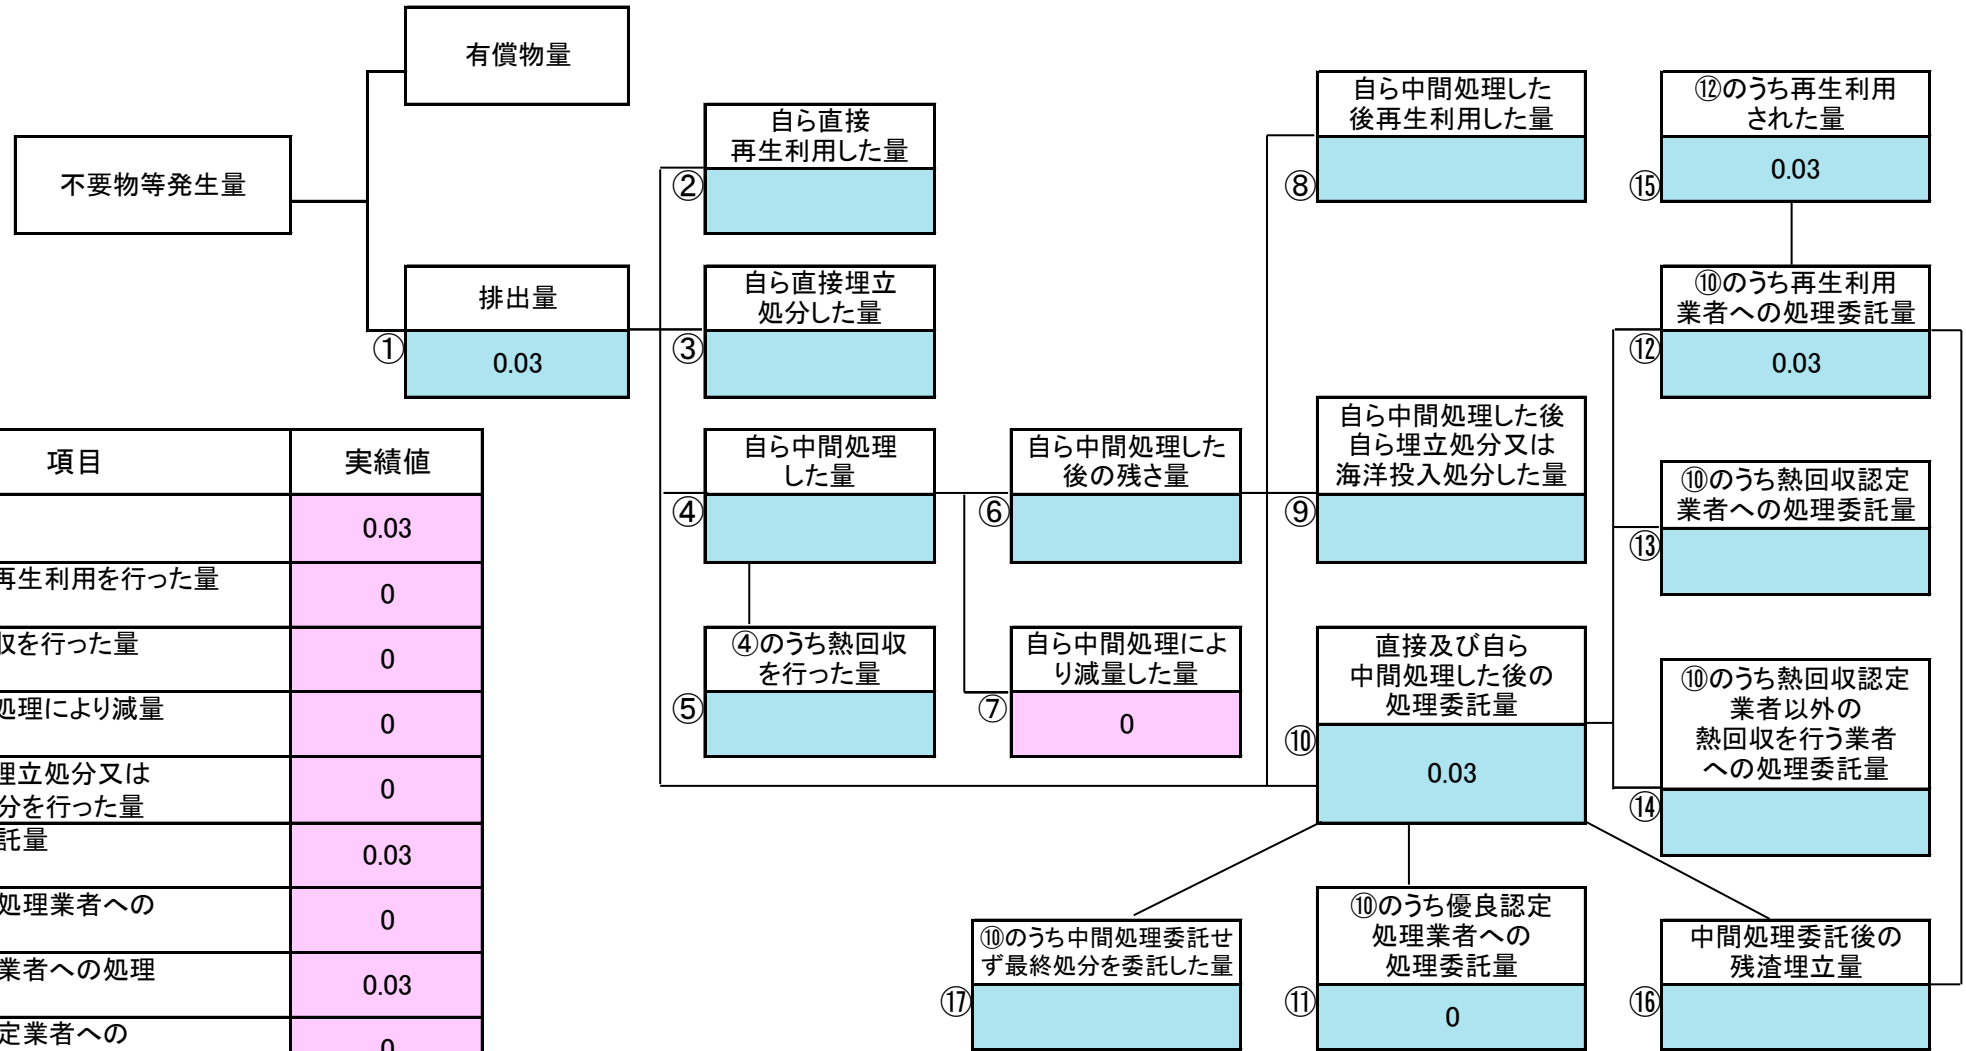 有償物量
不要物等発生量
排出量
①
0.03
自ら直接
再生利用した量
②
自ら直接埋立
処分した量
③
自ら中間処理
した量
④
④のうち熱回収
を行った量
⑤
自ら中間処理した
後の残さ量
⑥
自ら中間処理によ
り減量した量
⑦
0
自ら中間処理した
後再生利用した量
⑧
自ら中間処理した後
自ら埋立処分又は
海洋投入処分した量
⑨
直接及び自ら
中間処理した後の
処理委託量
⑩
0.03
⑫のうち再生利用
された量
⑮
0.03
⑩のうち再生利用
業者への処理委託量
⑫
0.03
⑩のうち熱回収認定
業者への処理委託量
⑬
⑩のうち熱回収認定
業者以外の
熱回収を行う業者
への処理委託量
⑭
⑩のうち中間処理委託せ
ず最終処分を委託した量
⑰
⑩のうち優良認定
処理業者への
処理委託量
⑪
0
中間処理委託後の
残渣埋立量
⑯
項目 実績値
0.03
再生利用を行った量 0
収を行った量 0
処理により減量 0
埋立処分又は
分を行った量 0
託量 0.03
処理業者への 0
業者への処理 0.03
定業者への 0